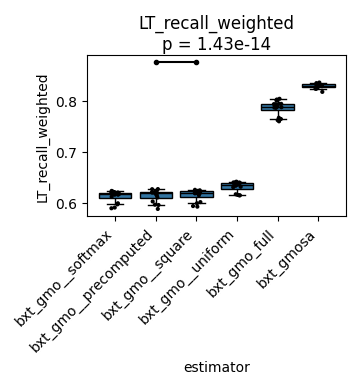 LT_recall_weighted
p = 1.43e-14
LT_recall_weighted
0.8
0.7
0.6
bxt_gmo__softmax
bxt_gmo__precomputed
bxt_gmo__square
bxt_gmo__uniform
bxt_gmo_full
bxt_gmosa
estimator